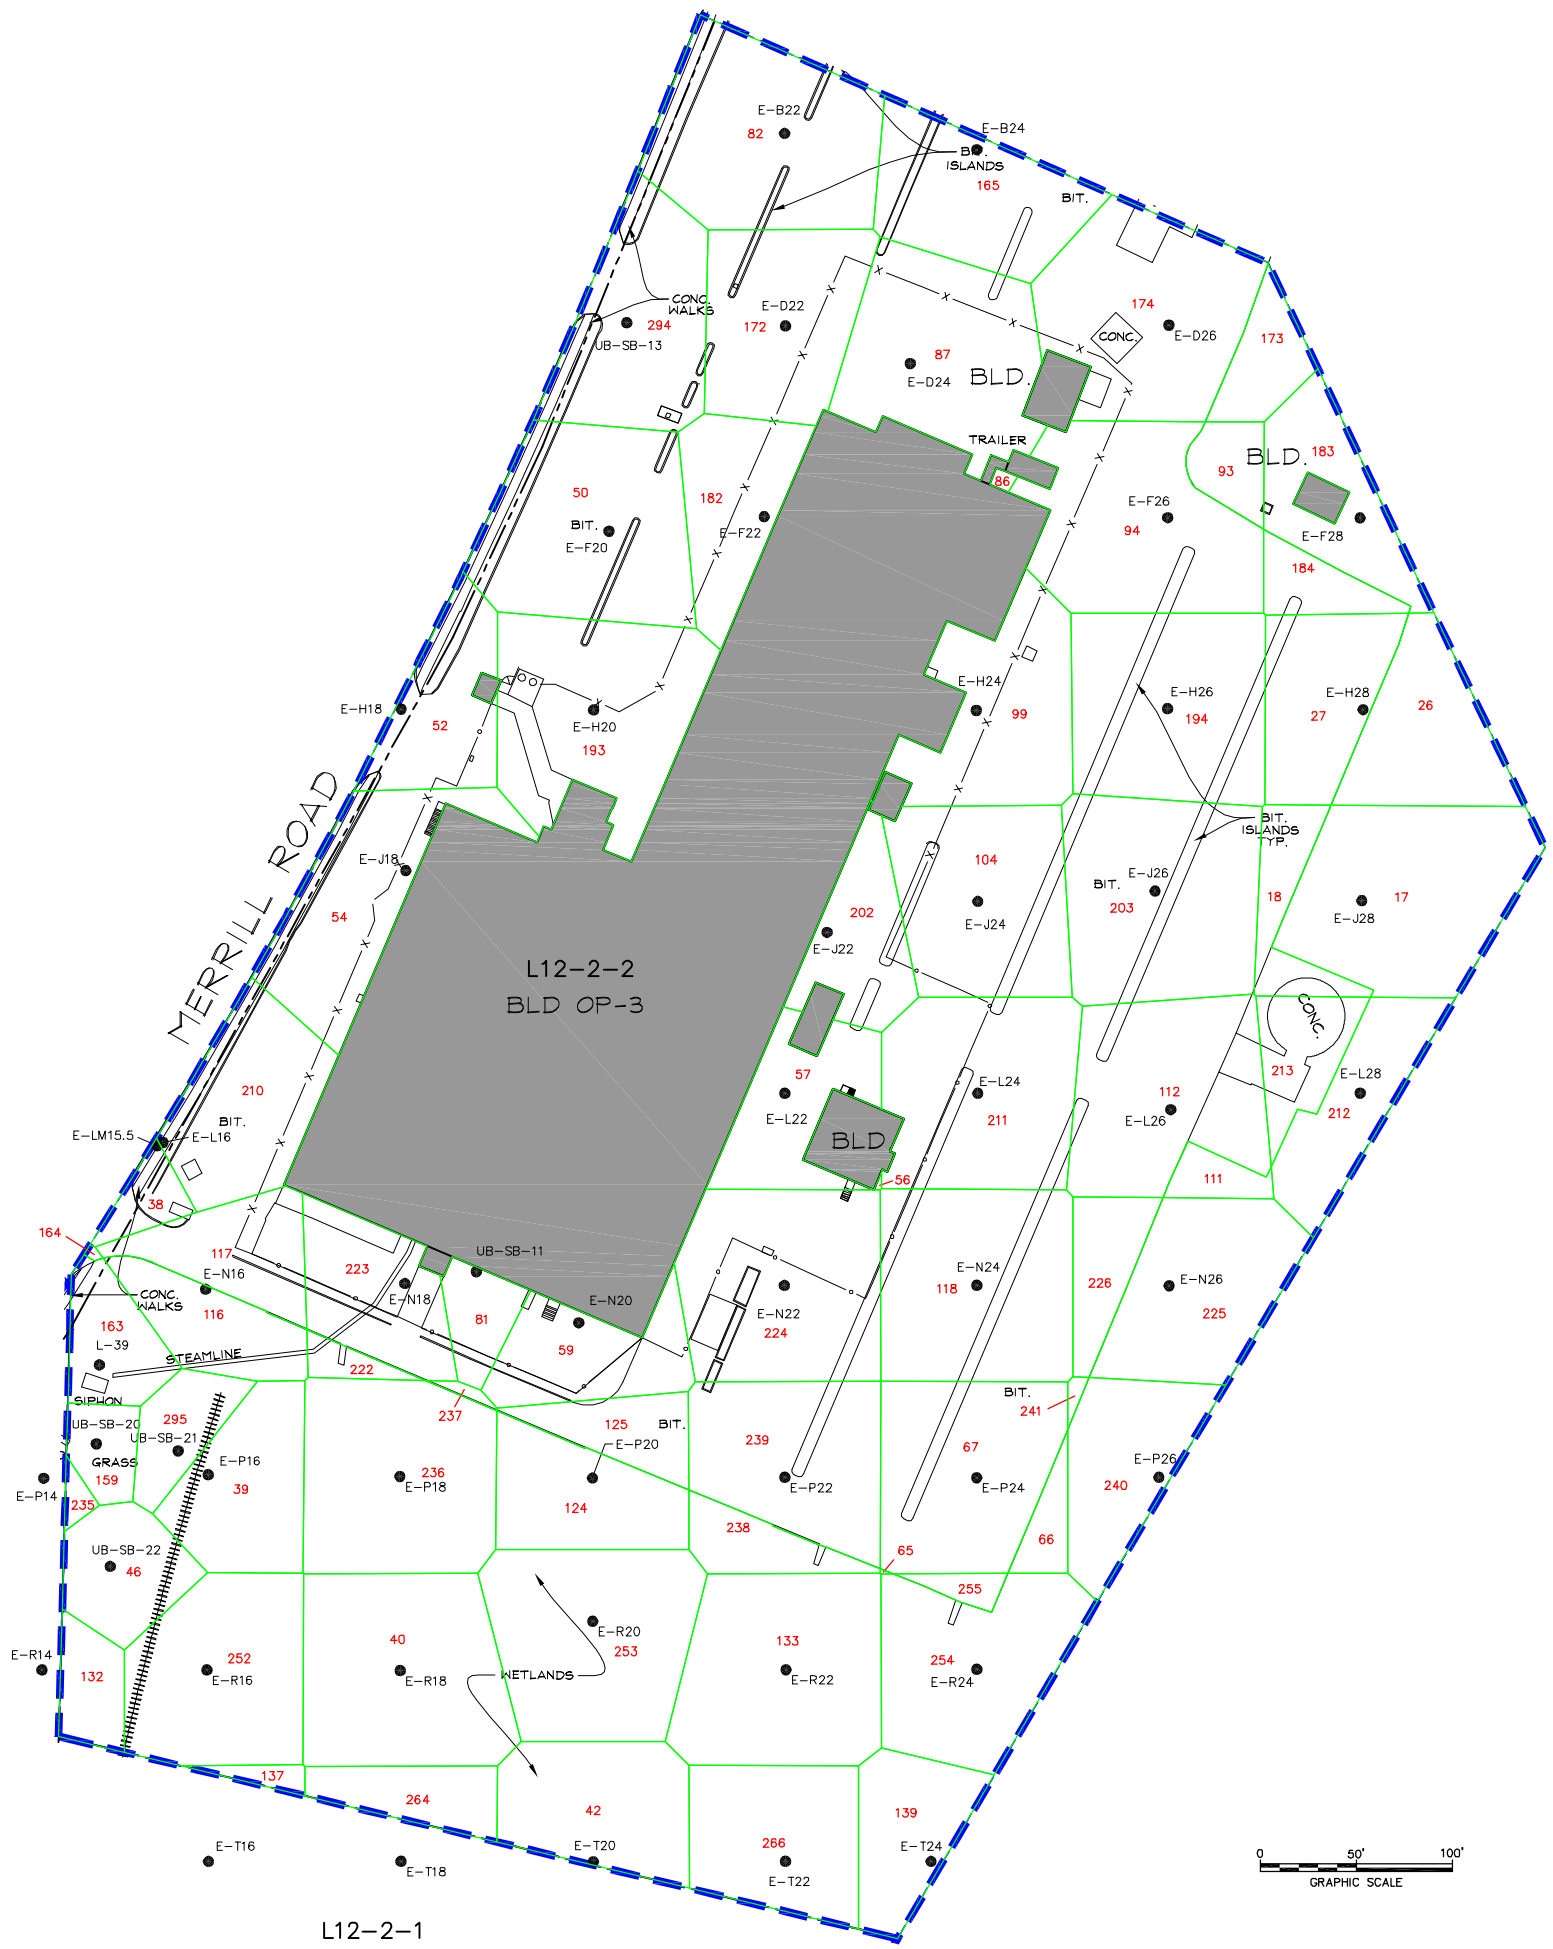 E-B22
82
E-B24
BIT.
ISLANDS
165
BIT.
CONC.
WALKS
E-D22
294
172
UB-SB-13
174
E-D26
CONC.
173
87
E-D24
BLD.
TRAILER
86
BLD.
183
93
50
182
BIT.
E-F20
E-F22
E-F26
94
E-F28
184
E-H18
52
E-H20
193
E-H24
99
E-H26
194
E-H28
27
26
MERRILL ROAD
E-J18
54
L12-2-2
BLD OP-3
202
E-J22
104
E-J24
BIT.
E-J26
203
BIT.
ISLANDS
TYP.
18
E-J28
17
CONC.
213
210
BIT.
57
E-L22
E-L24
211
112
E-L26
E-L28
212
E-LM15.5
E-L16
BLD
56
111
38
164
117
E-N16
116
223
E-N18
UB-SB-11
81
E-N20
59
E-N22
224
E-N24
118
226
E-N26
225
CONC.
WALKS
163
L-39
STEAMLINE
222
SIPHON
237
UB-SB-20
295
UB-SB-21
GRASS
159
E-P14
235
E-P16
39
236
E-P18
125
BIT.
E-P20
124
239
E-P22
238
BIT.
241
67
E-P24
E-P26
240
UB-SB-22
46
65
66
255
E-R14
132
252
E-R16
40
E-R18
E-R20
253
WETLANDS
133
E-R22
254
E-R24
137
264
42
266
139
E-T16
E-T18
E-T20
E-T22
E-T24
0 50' 100'
GRAPHIC SCALE
L12-2-1